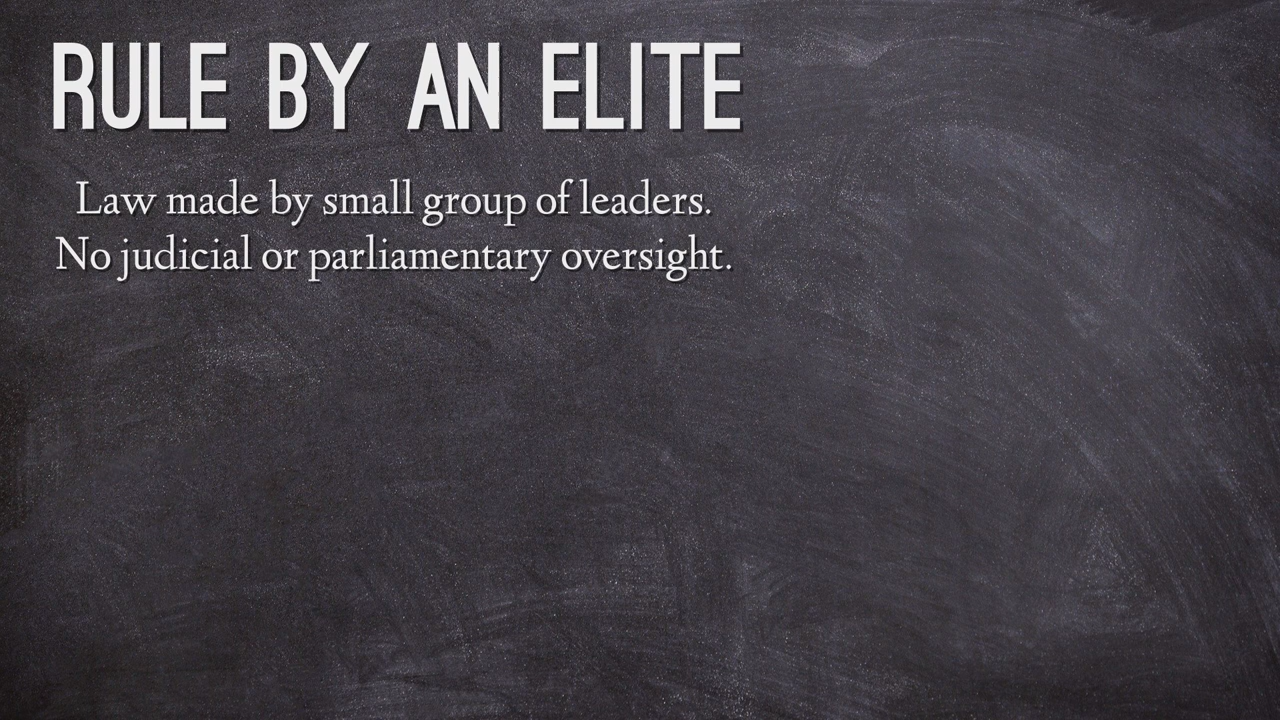 RULE BY AN ELITE
Law made by small group of leaders.
No judicial or parliamentary oversight.